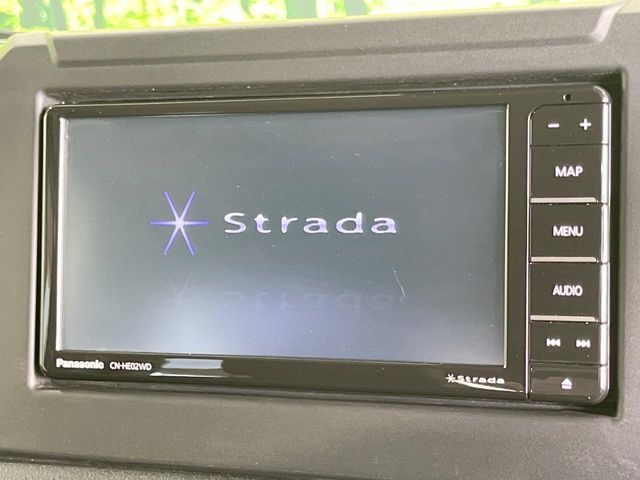 − +
MAP
MENU
AUDIO
Strada
Panasonic CN-HE02WD
Strada